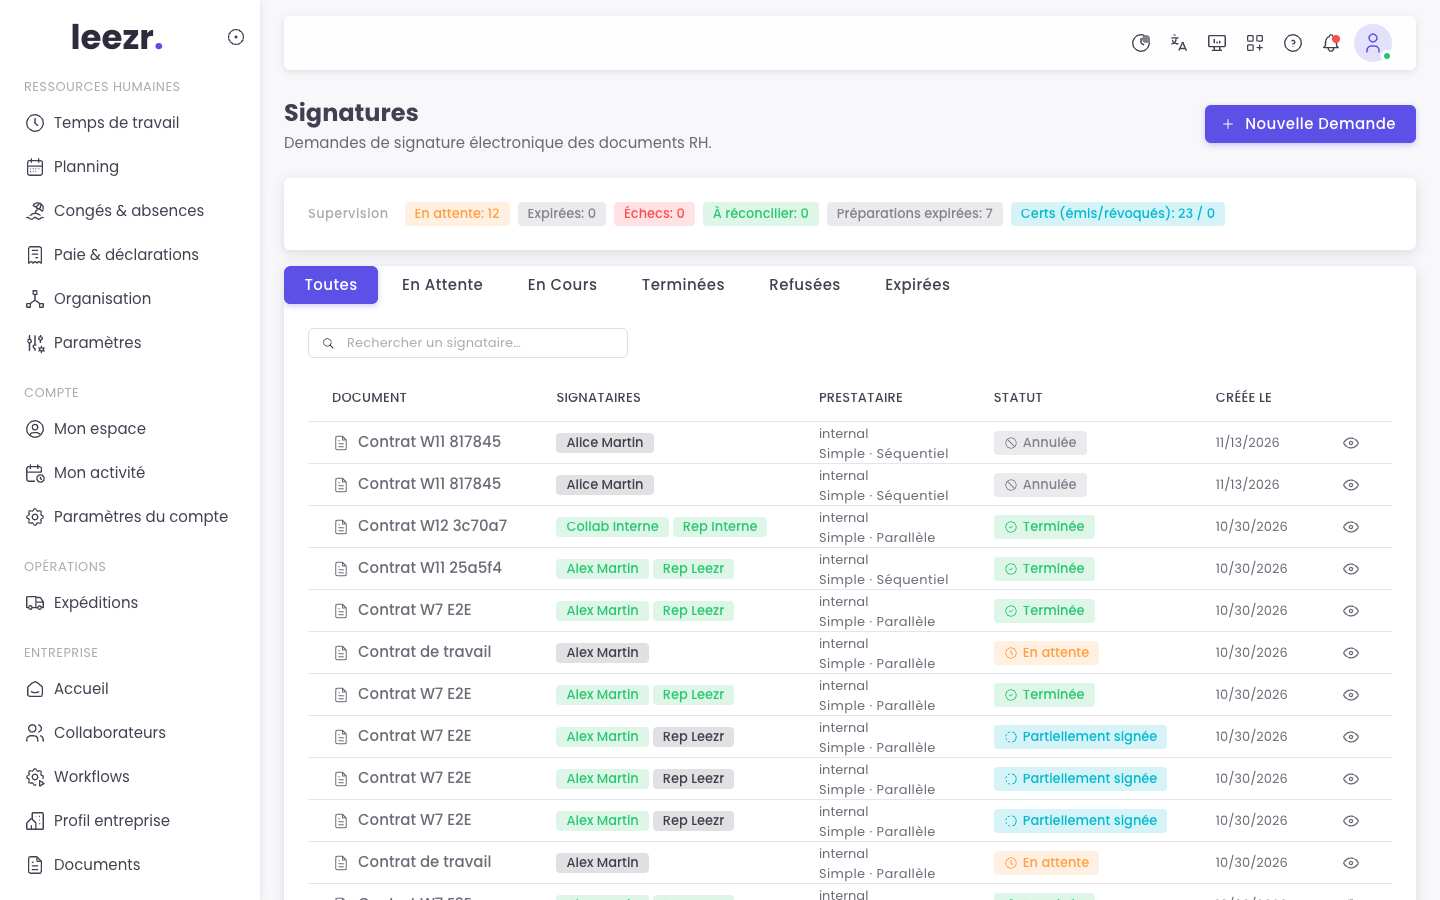 leezr.
RESSOURCES HUMAINES
Temps de travail
Planning
Congés & absences
Paie & déclarations
Organisation
Paramètres
COMPTE
Mon espace
Mon activité
Paramètres du compte
OPÉRATIONS
Expéditions
ENTREPRISE
Accueil
Collaborateurs
Workflows
Profil entreprise
Documents
Signatures
Demandes de signature électronique des documents RH.
Nouvelle Demande
Supervision En attente: 12 Expirées: 0 Échecs: 0 À réconcilier: 0 Préparations expirées: 7 Certs (émis/révoqués): 23 / 0
Toutes En Attente En Cours Terminées Refusées Expirées
Rechercher un signataire...
DOCUMENT SIGNATAIRES PRESTATAIRE STATUT CRÉÉE LE
Contrat W11 817845 Alice Martin internal Annulée 11/13/2026
Simple · Séquentiel
Contrat W11 817845 Alice Martin internal Annulée 11/13/2026
Simple · Séquentiel
Contrat W12 3c70a7 Collab Interne Rep Interne internal Terminée 10/30/2026
Simple · Parallèle
Contrat W11 25a5f4 Alex Martin Rep Leezr internal Terminée 10/30/2026
Simple · Séquentiel
Contrat W7 E2E Alex Martin Rep Leezr internal Terminée 10/30/2026
Simple · Parallèle
Contrat de travail Alex Martin internal En attente 10/30/2026
Simple · Parallèle
Contrat W7 E2E Alex Martin Rep Leezr internal Terminée 10/30/2026
Simple · Parallèle
Contrat W7 E2E Alex Martin Rep Leezr internal Partiellement signée 10/30/2026
Simple · Parallèle
Contrat W7 E2E Alex Martin Rep Leezr internal Partiellement signée 10/30/2026
Simple · Parallèle
Contrat W7 E2E Alex Martin Rep Leezr internal Partiellement signée 10/30/2026
Simple · Parallèle
Contrat de travail Alex Martin internal En attente 10/30/2026
Simple · Parallèle
internal